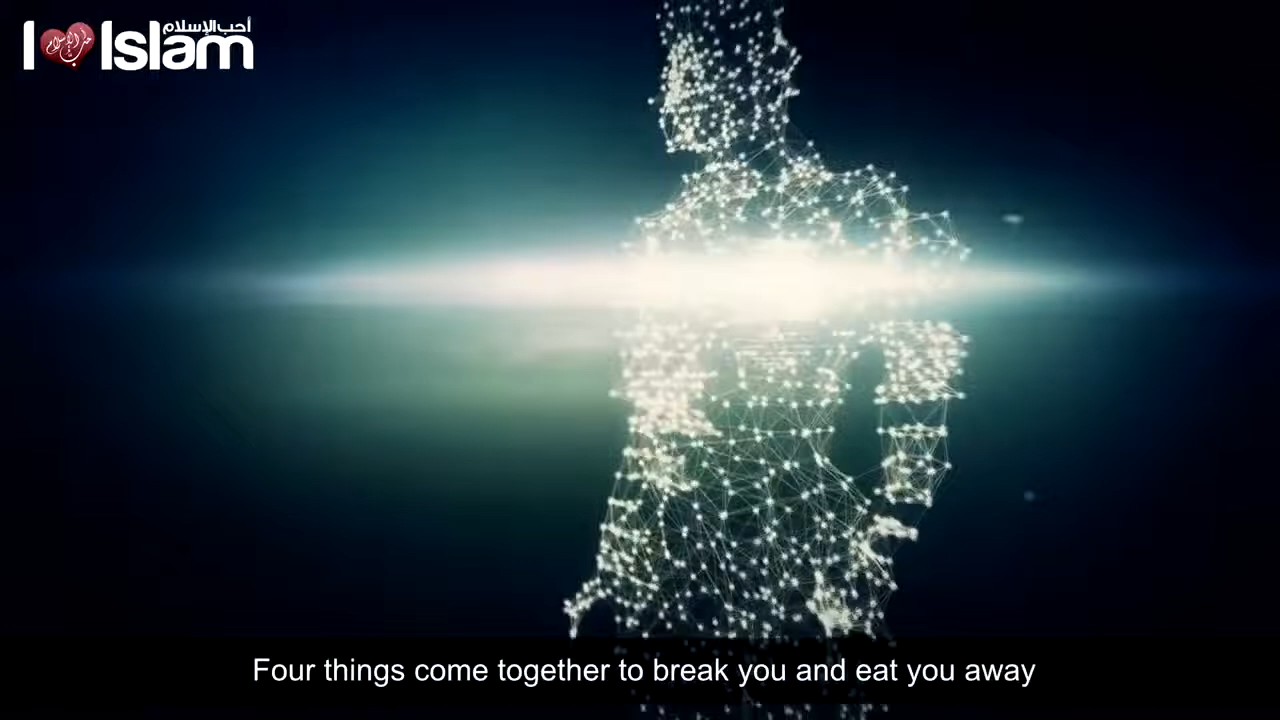 أحب الإسلام
I Islam
Four things come together to break you and eat you away